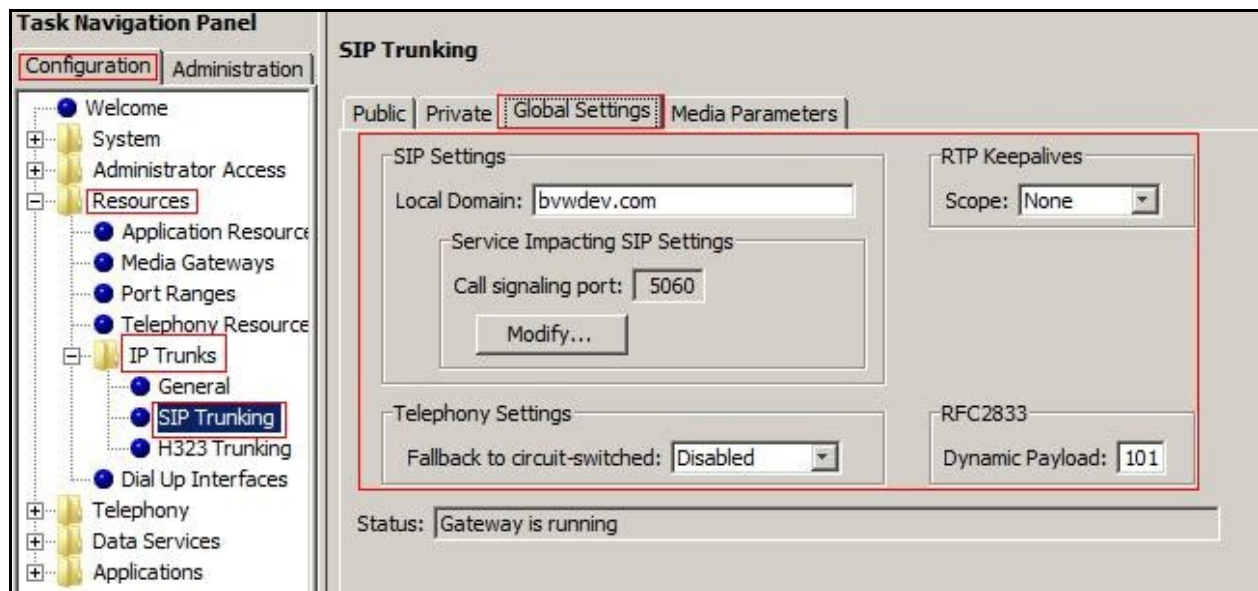 Task Navigation Panel
Configuration
Administration
Welcome
System
Administrator Access
Resources
Application Resource
Media Gateways
Port Ranges
Telephony Resource
IP Trunks
General
SIP Trunking
H323 Trunking
Dial Up Interfaces
Telephony
Data Services
Applications
SIP Trunking
Public
Private
Global Settings
Media Parameters
SIP Settings
Local Domain: bvwdev.com
Service Impacting SIP Settings
Call signaling port: 5060
Modify...
RTP Keepalives
Scope: None
Telephony Settings
Fallback to circuit-switched: Disabled
RFC2833
Dynamic Payload: 101
Status: Gateway is running